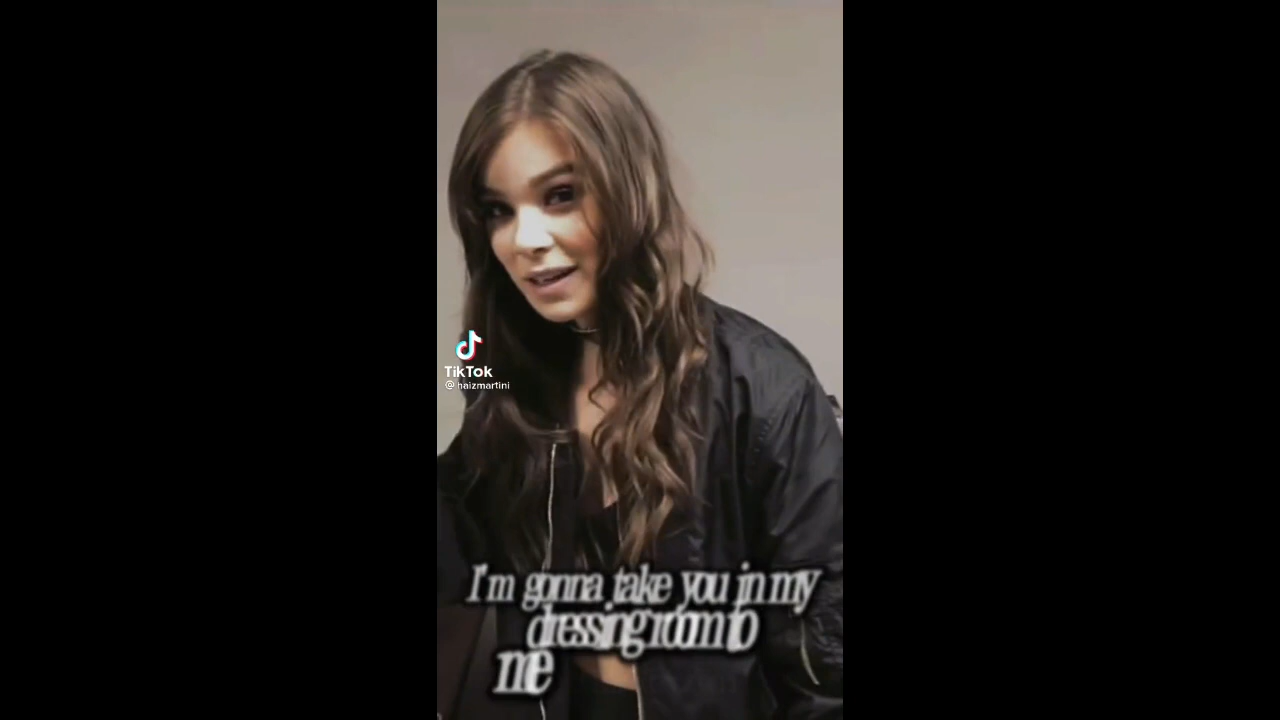 TikTok
@haizmartini
I'm gonna take you in my
dressing room to
me